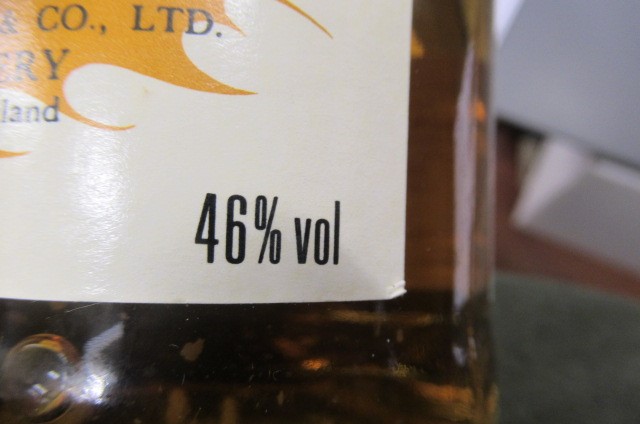 & CO., LTD.
ERY
land
46% vol